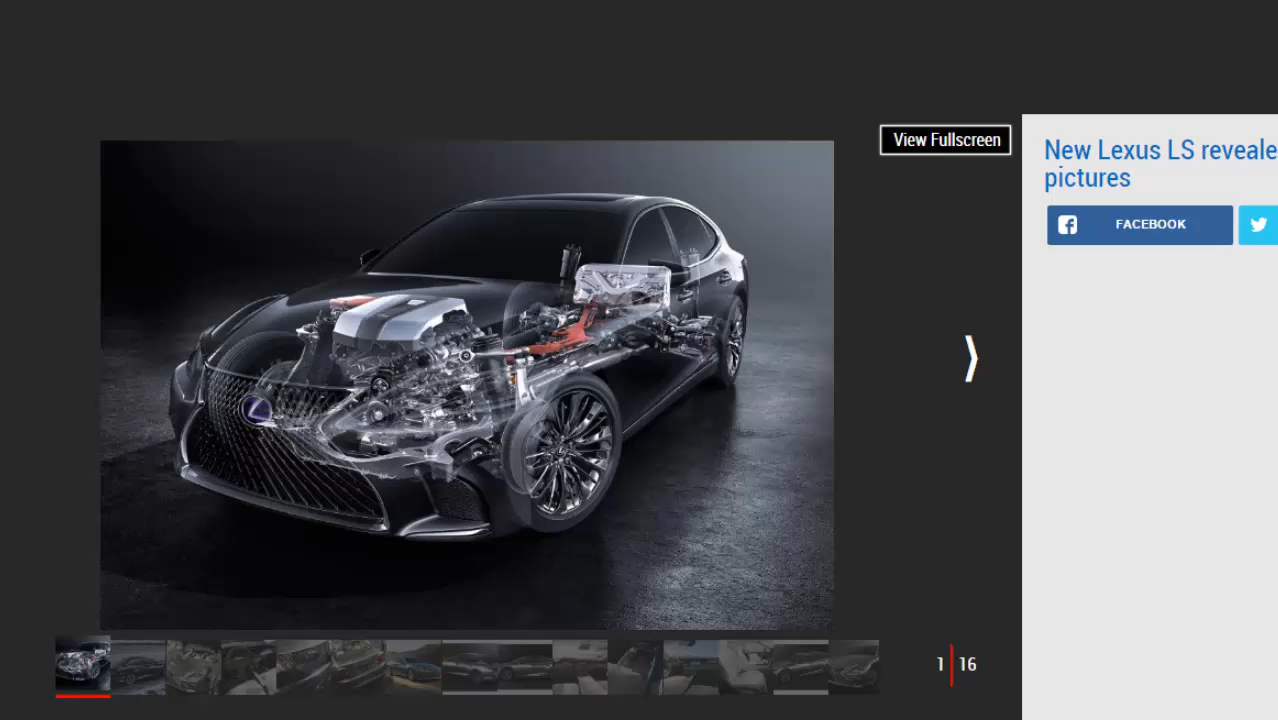 View Fullscreen
New Lexus LS reveale
pictures
FACEBOOK
1 16